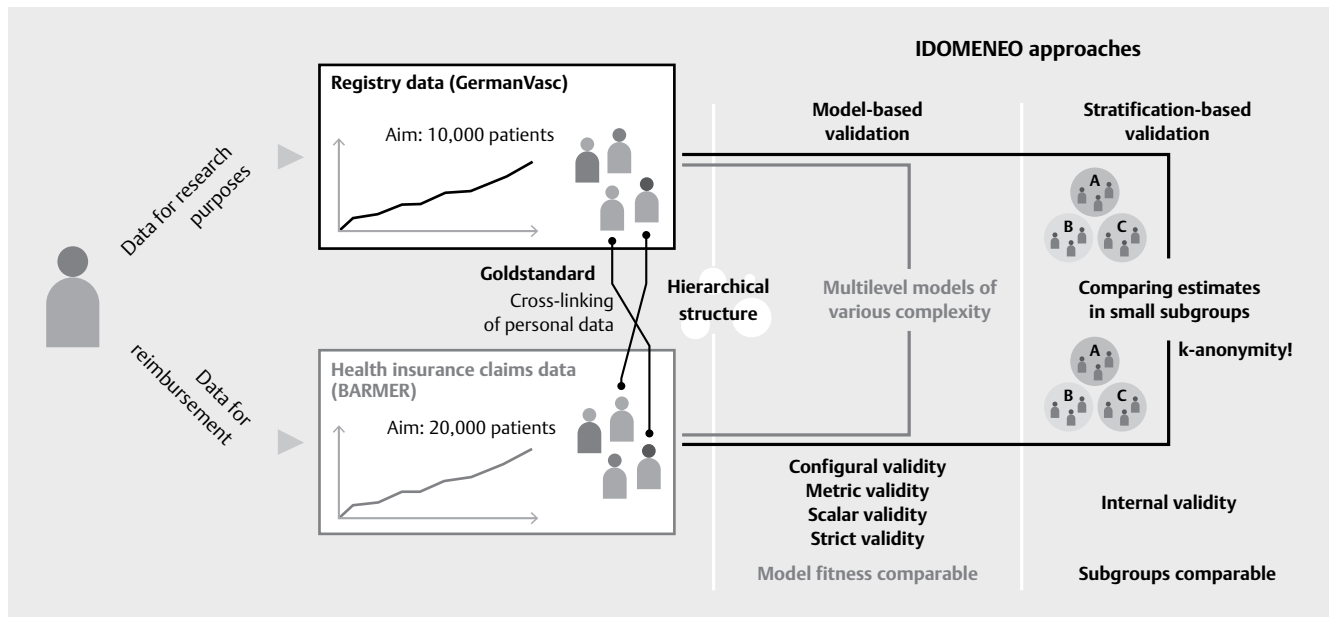 IDOMENEO approaches
Data for research
purposes
Data for
reimbursement
Registry data (GermanVasc)
Aim: 10,000 patients
Goldstandard
Cross-linking
of personal data
Health insurance claims data
(BARMER)
Aim: 20,000 patients
Hierarchical
structure
Model-based
validation
Multilevel models of
various complexity
Configural validity
Metric validity
Scalar validity
Strict validity
Model fitness comparable
Stratification-based
validation
A
B
C
Comparing estimates
in small subgroups
k-anonymity!
A
B
C
Internal validity
Subgroups comparable